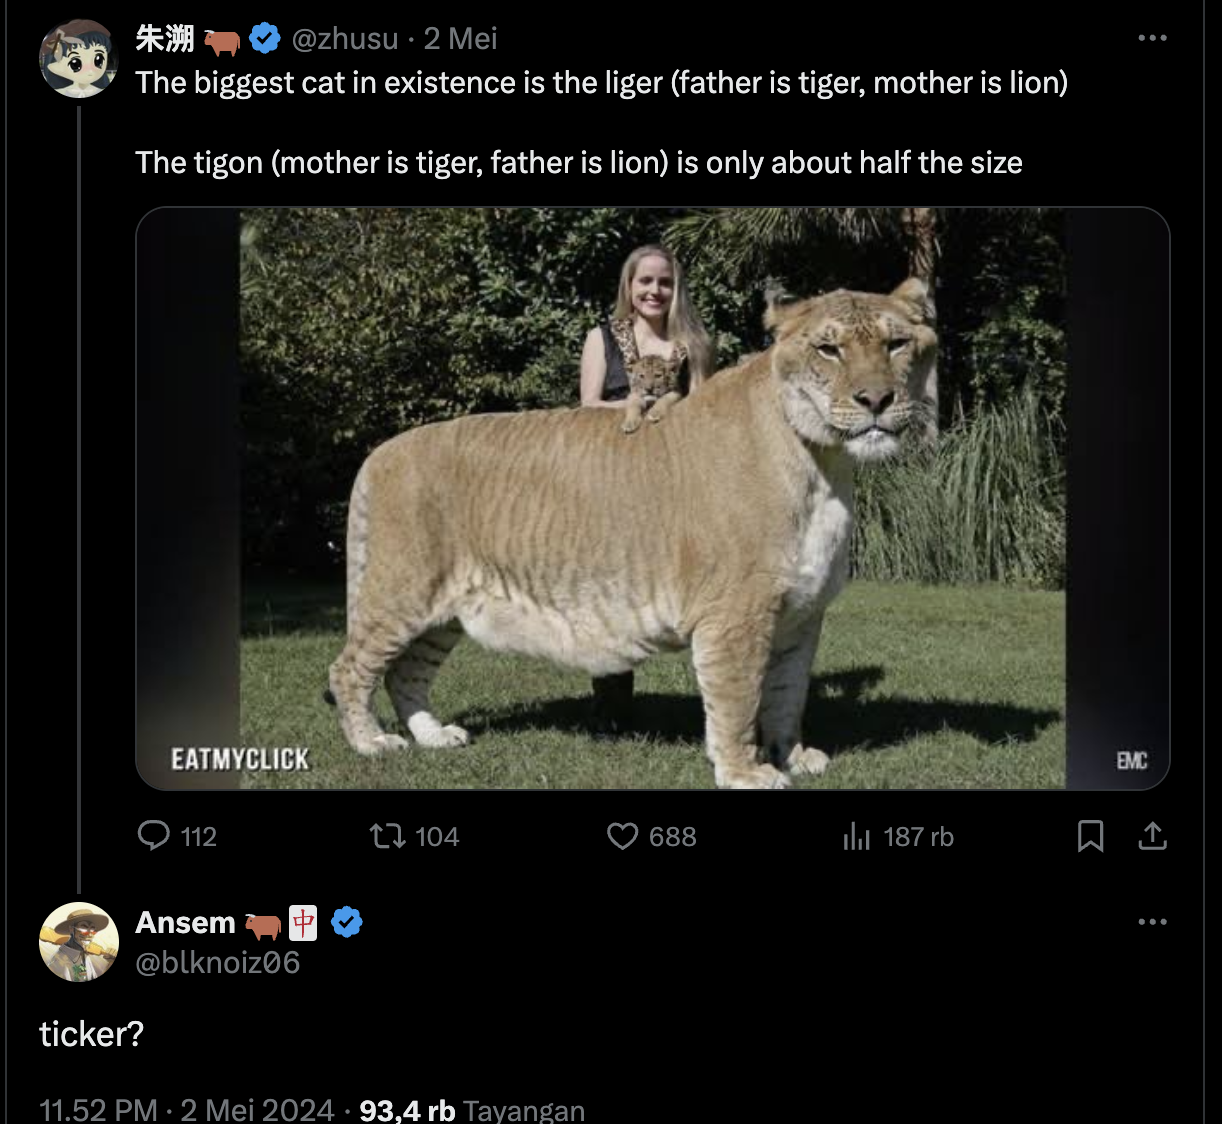 朱溯 🐂 @zhusu · 2 Mei
The biggest cat in existence is the liger (father is tiger, mother is lion)
The tigon (mother is tiger, father is lion) is only about half the size
EATMYCLICK
EMC
112
104
688
187 rb
Ansem 🐂 🀄
@blknoiz06
ticker?
11.52 PM · 2 Mei 2024 · 93,4 rb Tayangan